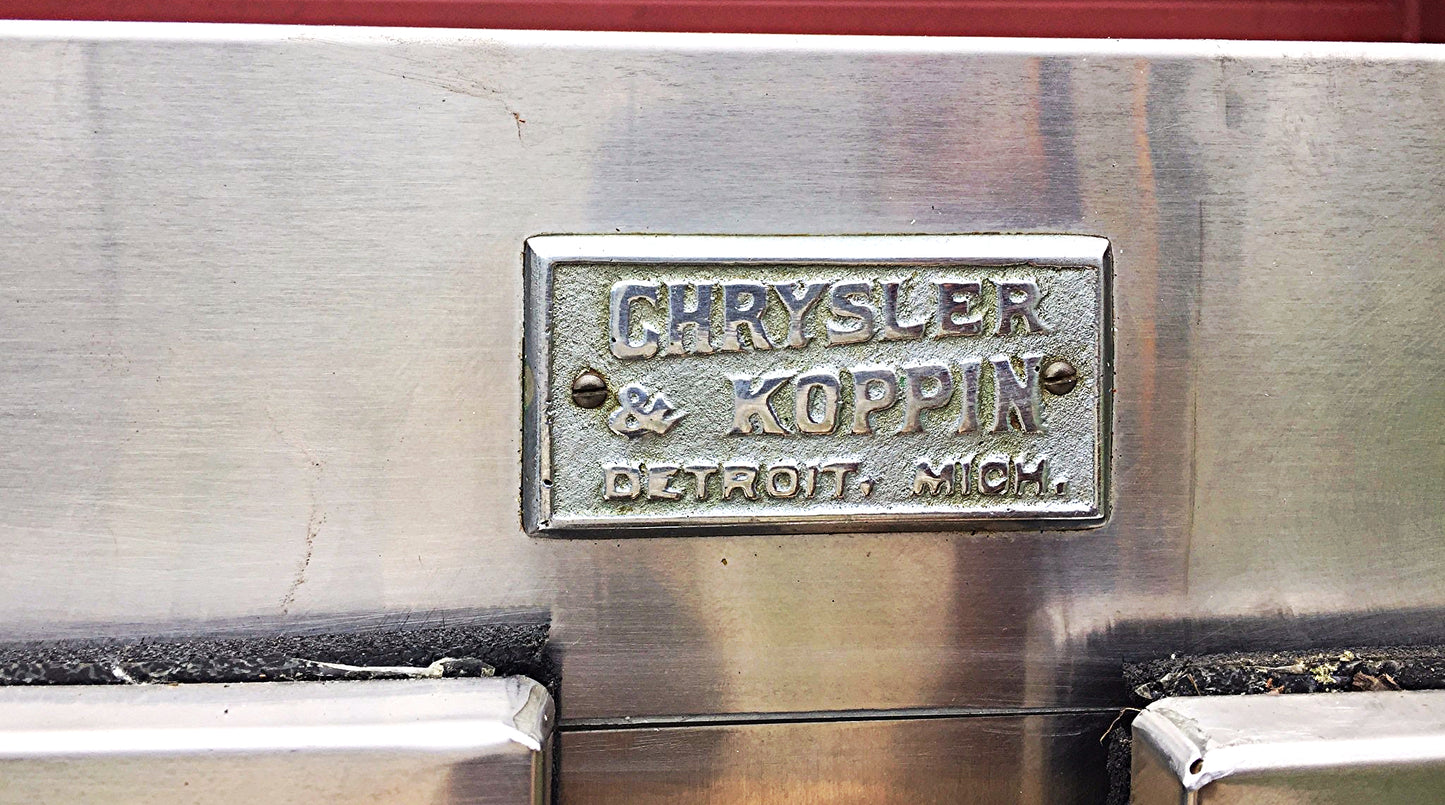 CHRYSLER
& KOPPIN
DETROIT, MICH.